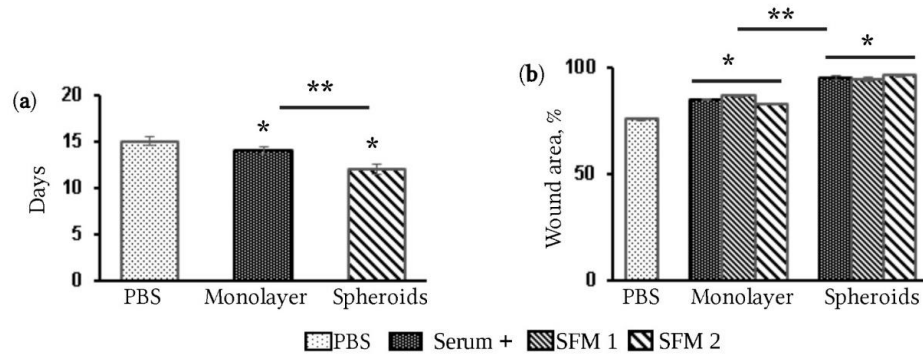 (a)
Days
20
15
10
5
0
**
*
*
PBS Monolayer Spheroids
(b)
Wound area, %
100
50
0
**
*
*
PBS Monolayer Spheroids
PBS Serum + SFM 1 SFM 2